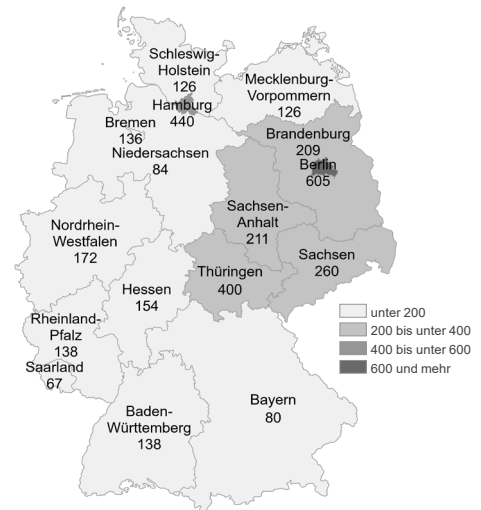 Schleswig-
Holstein
126
Mecklenburg-
Vorpommern
126
Hamburg
440
Bremen
136
Niedersachsen
84
Brandenburg
209
Berlin
605
Sachsen-
Anhalt
211
Nordrhein-
Westfalen
172
Sachsen
260
Thüringen
400
Hessen
154
Rheinland-
Pfalz
138
Saarland
67
unter 200
200 bis unter 400
400 bis unter 600
600 und mehr
Bayern
80
Baden-
Württemberg
138